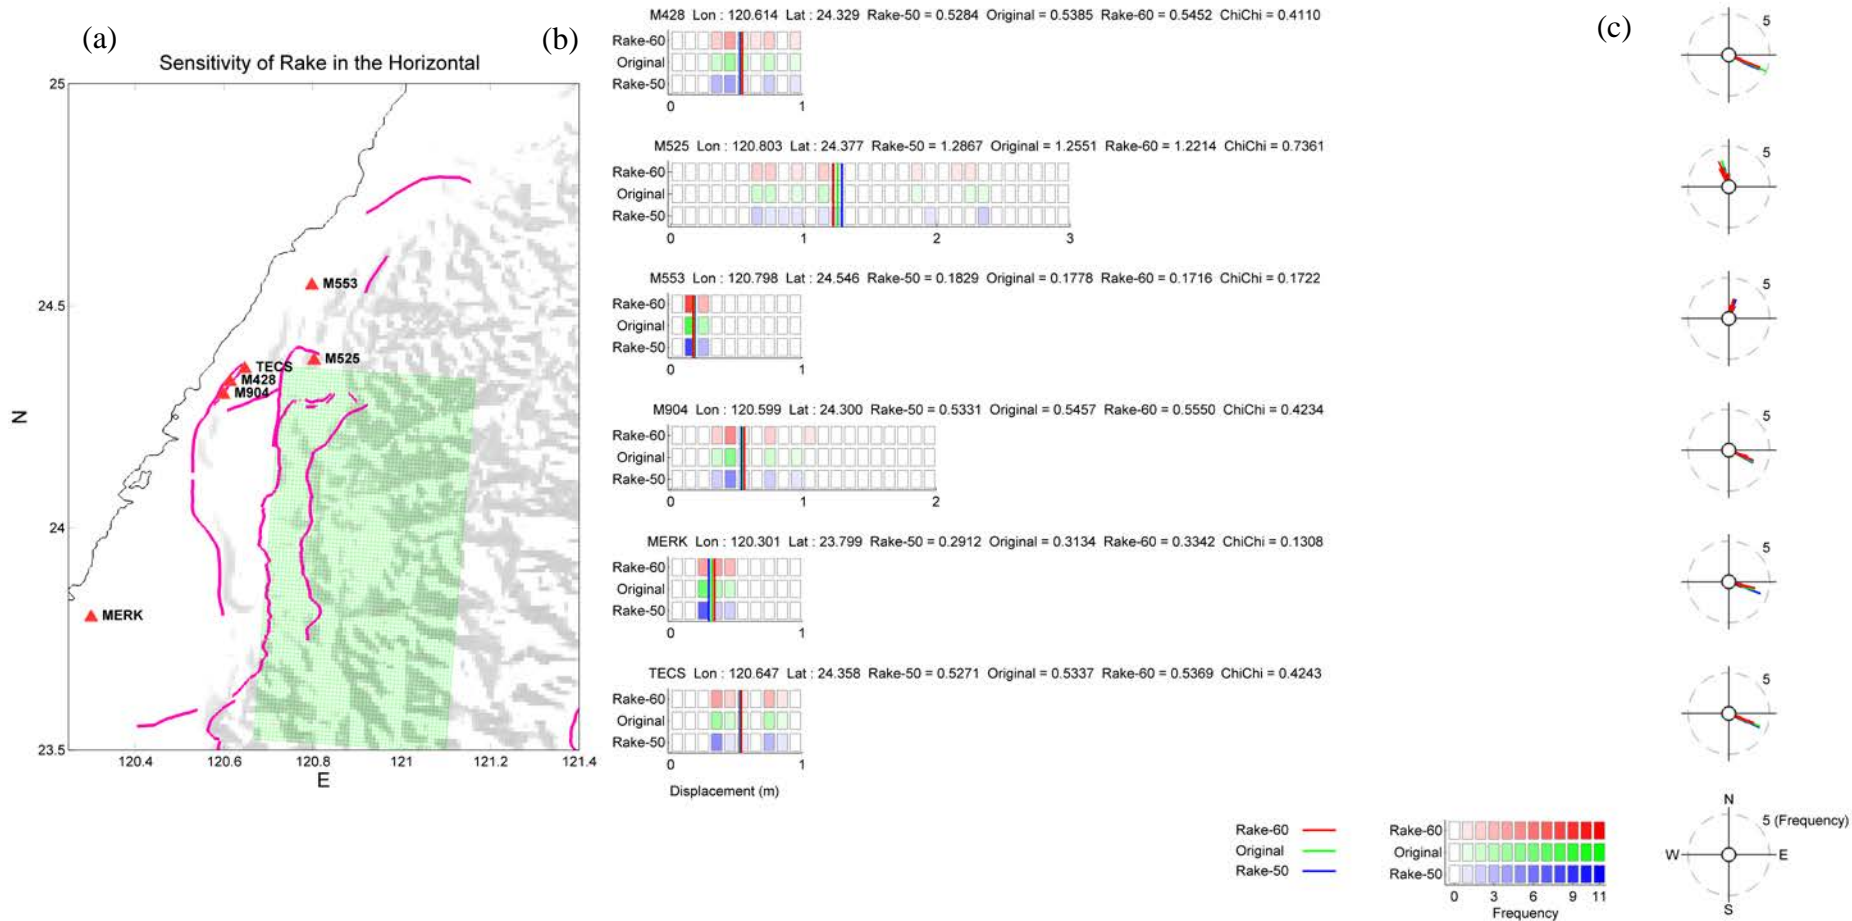 (a)
Sensitivity of Rake in the Horizontal
25
24.5
24
23.5
N
120.4 120.6 120.8 121 121.2 121.4
E
M553
M525
TECS
M428
M904
MERK
(b)
M428 Lon : 120.614 Lat : 24.329 Rake-50 = 0.5284 Original = 0.5385 Rake-60 = 0.5452 ChiChi = 0.4110
Rake-60
Original
Rake-50
0 1
M525 Lon : 120.803 Lat : 24.377 Rake-50 = 1.2867 Original = 1.2551 Rake-60 = 1.2214 ChiChi = 0.7361
Rake-60
Original
Rake-50
0 1 2 3
M553 Lon : 120.798 Lat : 24.546 Rake-50 = 0.1829 Original = 0.1778 Rake-60 = 0.1716 ChiChi = 0.1722
Rake-60
Original
Rake-50
0 1
M904 Lon : 120.599 Lat : 24.300 Rake-50 = 0.5331 Original = 0.5457 Rake-60 = 0.5550 ChiChi = 0.4234
Rake-60
Original
Rake-50
0 1 2
MERK Lon : 120.301 Lat : 23.799 Rake-50 = 0.2912 Original = 0.3134 Rake-60 = 0.3342 ChiChi = 0.1308
Rake-60
Original
Rake-50
0 1
TECS Lon : 120.647 Lat : 24.358 Rake-50 = 0.5271 Original = 0.5337 Rake-60 = 0.5369 ChiChi = 0.4243
Rake-60
Original
Rake-50
0 1
Displacement (m)
Rake-60
Original
Rake-50
Rake-60
Original
Rake-50
0 3 6 9 11
Frequency
(c)
5
5
5
5
5
5
N
5 (Frequency)
W E
S